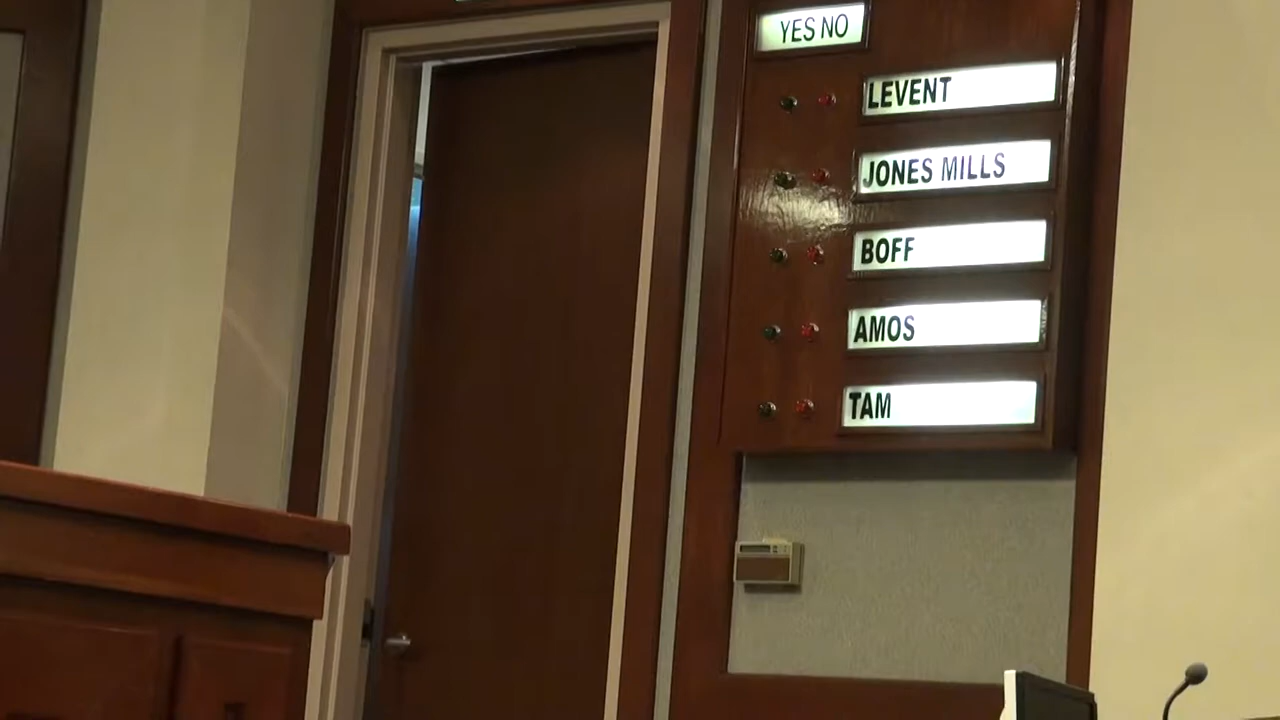 YES NO
LEVENT
JONES MILLS
BOFF
AMOS
TAM